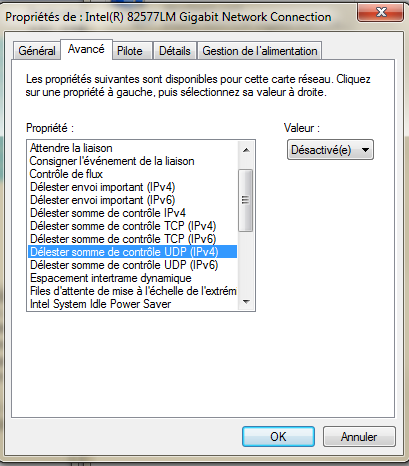 Propriétés de : Intel(R) 82577LM Gigabit Network Connection
Général
Avancé
Pilote
Détails
Gestion de l'alimentation
Les propriétés suivantes sont disponibles pour cette carte réseau. Cliquez
sur une propriété à gauche, puis sélectionnez sa valeur à droite.
Propriété :
Valeur :
Attendre la liaison
Consigner l'événement de la liaison
Contrôle de flux
Délester envoi important (IPv4)
Délester envoi important (IPv6)
Délester somme de contrôle IPv4
Délester somme de contrôle TCP (IPv4)
Délester somme de contrôle TCP (IPv6)
Délester somme de contrôle UDP (IPv4)
Délester somme de contrôle UDP (IPv6)
Espacement intertrame dynamique
Files d'attente de mise à l'échelle de l'extrém
Intel System Idle Power Saver
Désactivé(e)
OK
Annuler